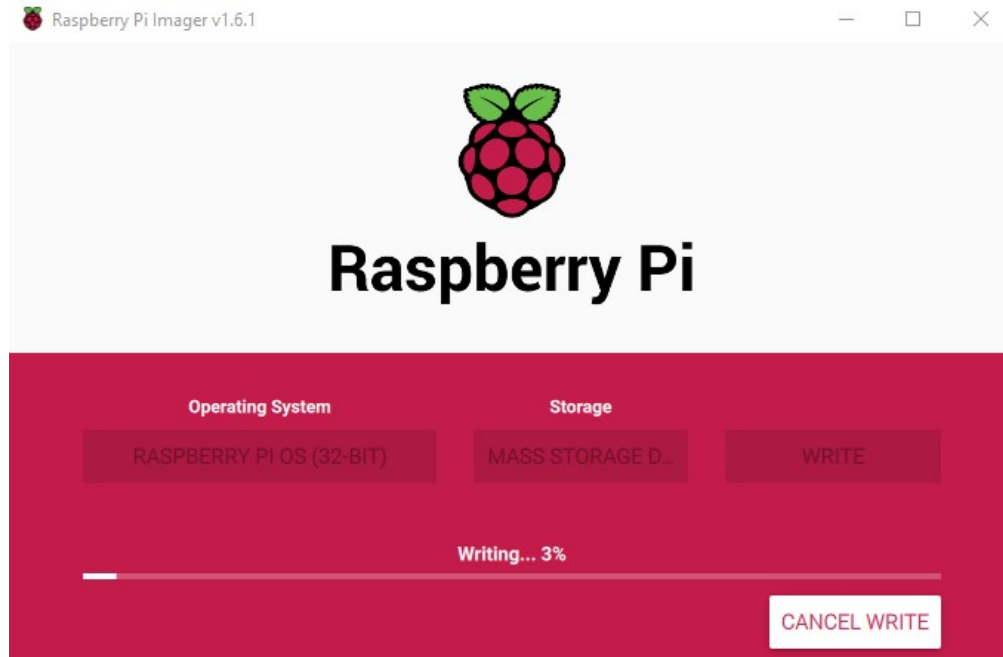 Raspberry Pi Imager v1.6.1
Raspberry Pi
Operating System
Storage
RASPBERRY PI OS (32-BIT)
MASS STORAGE D...
WRITE
Writing... 3%
CANCEL WRITE